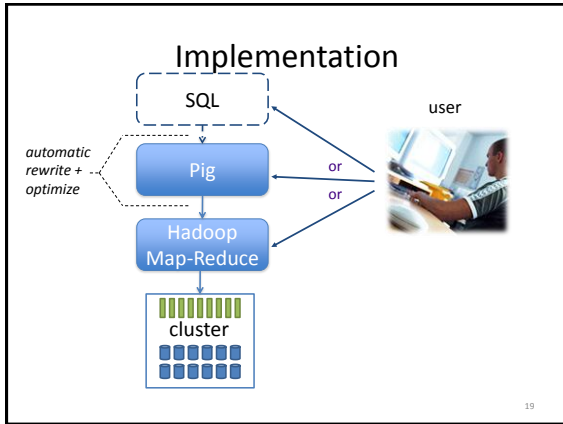 Implementation
SQL
user
automatic
rewrite +
optimize
Pig
or
or
Hadoop
Map-Reduce
cluster
19